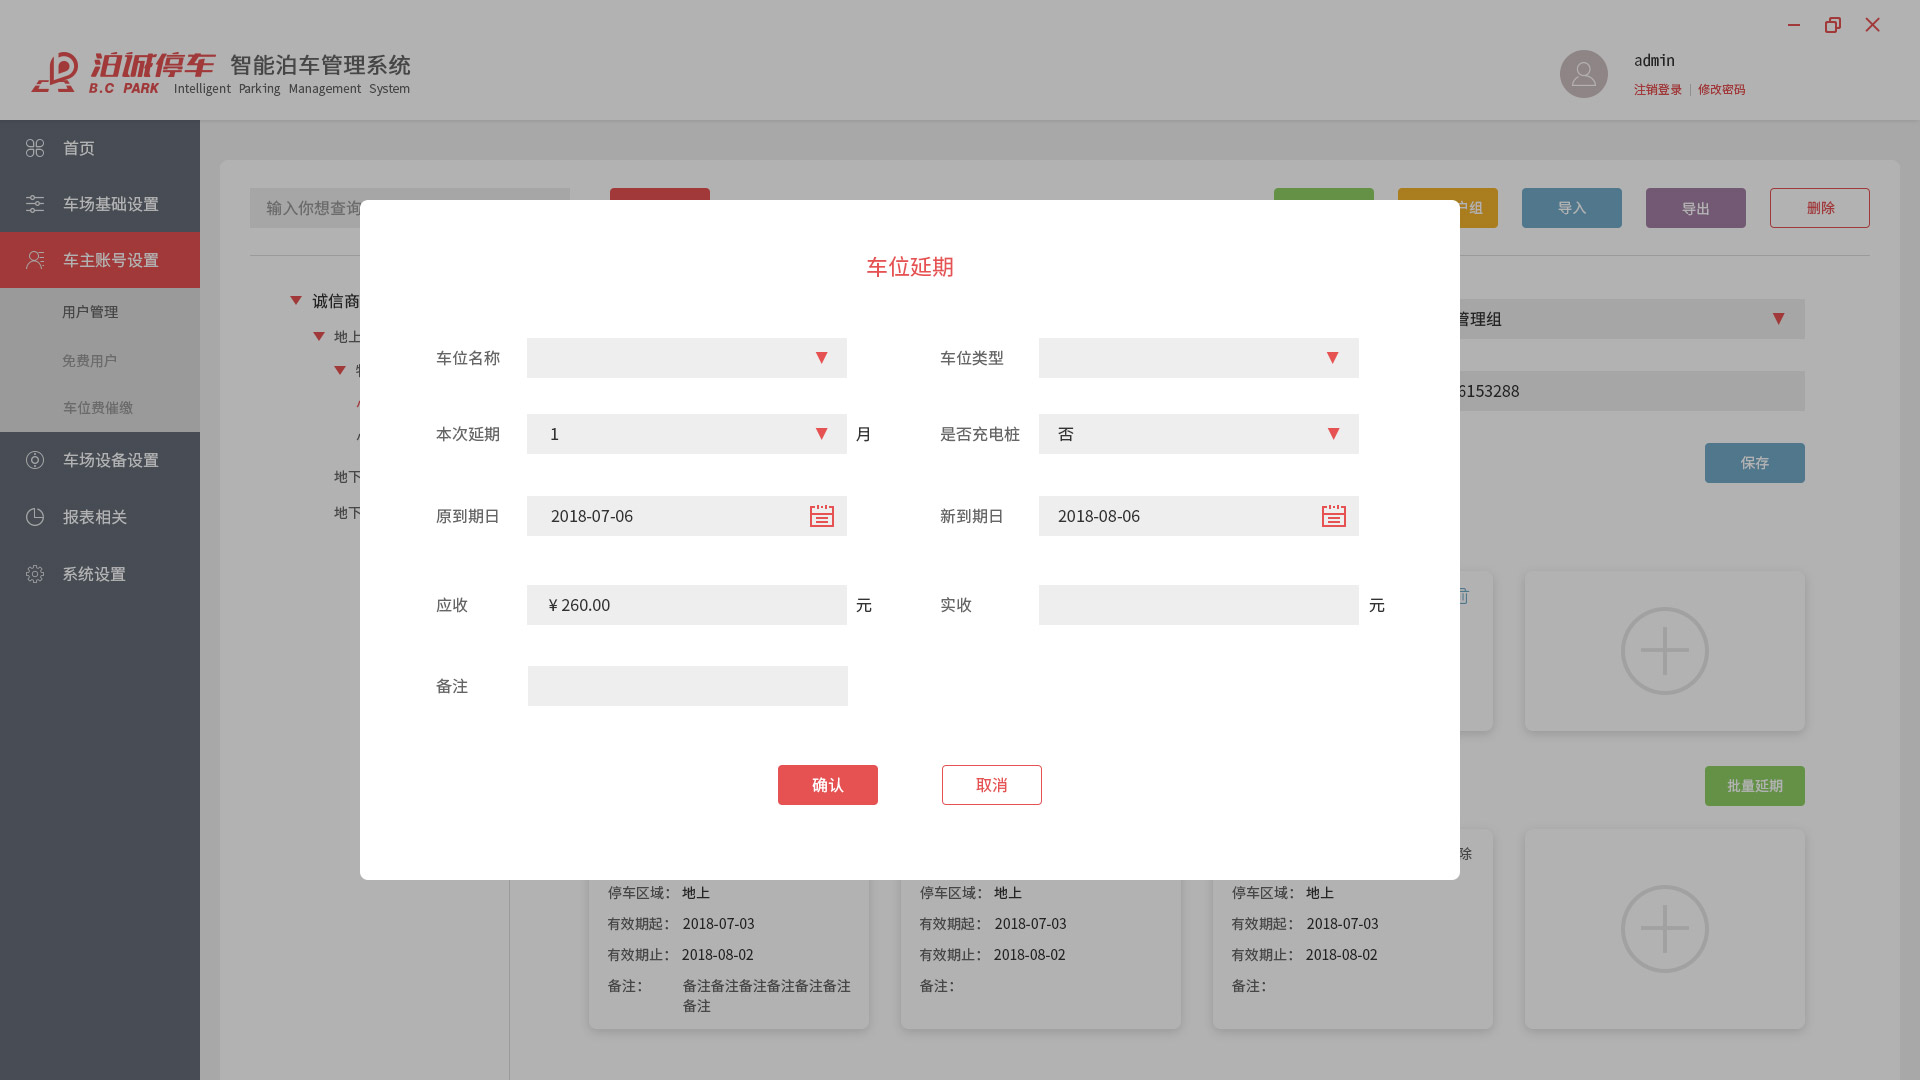 泊诚停车 智能泊车管理系统
B.C PARK Intelligent Parking Management System
admin
注销登录 | 修改密码
首页
车场基础设置
车主账号设置
用户管理
免费用户
车位费催缴
车场设备设置
报表相关
系统设置
输入你想查询
户组
导入
导出
删除
诚信商
地上
地下
地下
管理组
6153288
保存
车位延期
车位名称
车位类型
本次延期 1 月
是否充电桩 否
原到期日 2018-07-06
新到期日 2018-08-06
应收 ¥ 260.00 元
实收 元
备注
确认
取消
批量延期
除
停车区域： 地上
有效期起： 2018-07-03
有效期止： 2018-08-02
备注： 备注备注备注备注备注备注
备注
停车区域： 地上
有效期起： 2018-07-03
有效期止： 2018-08-02
备注：
停车区域： 地上
有效期起： 2018-07-03
有效期止： 2018-08-02
备注：